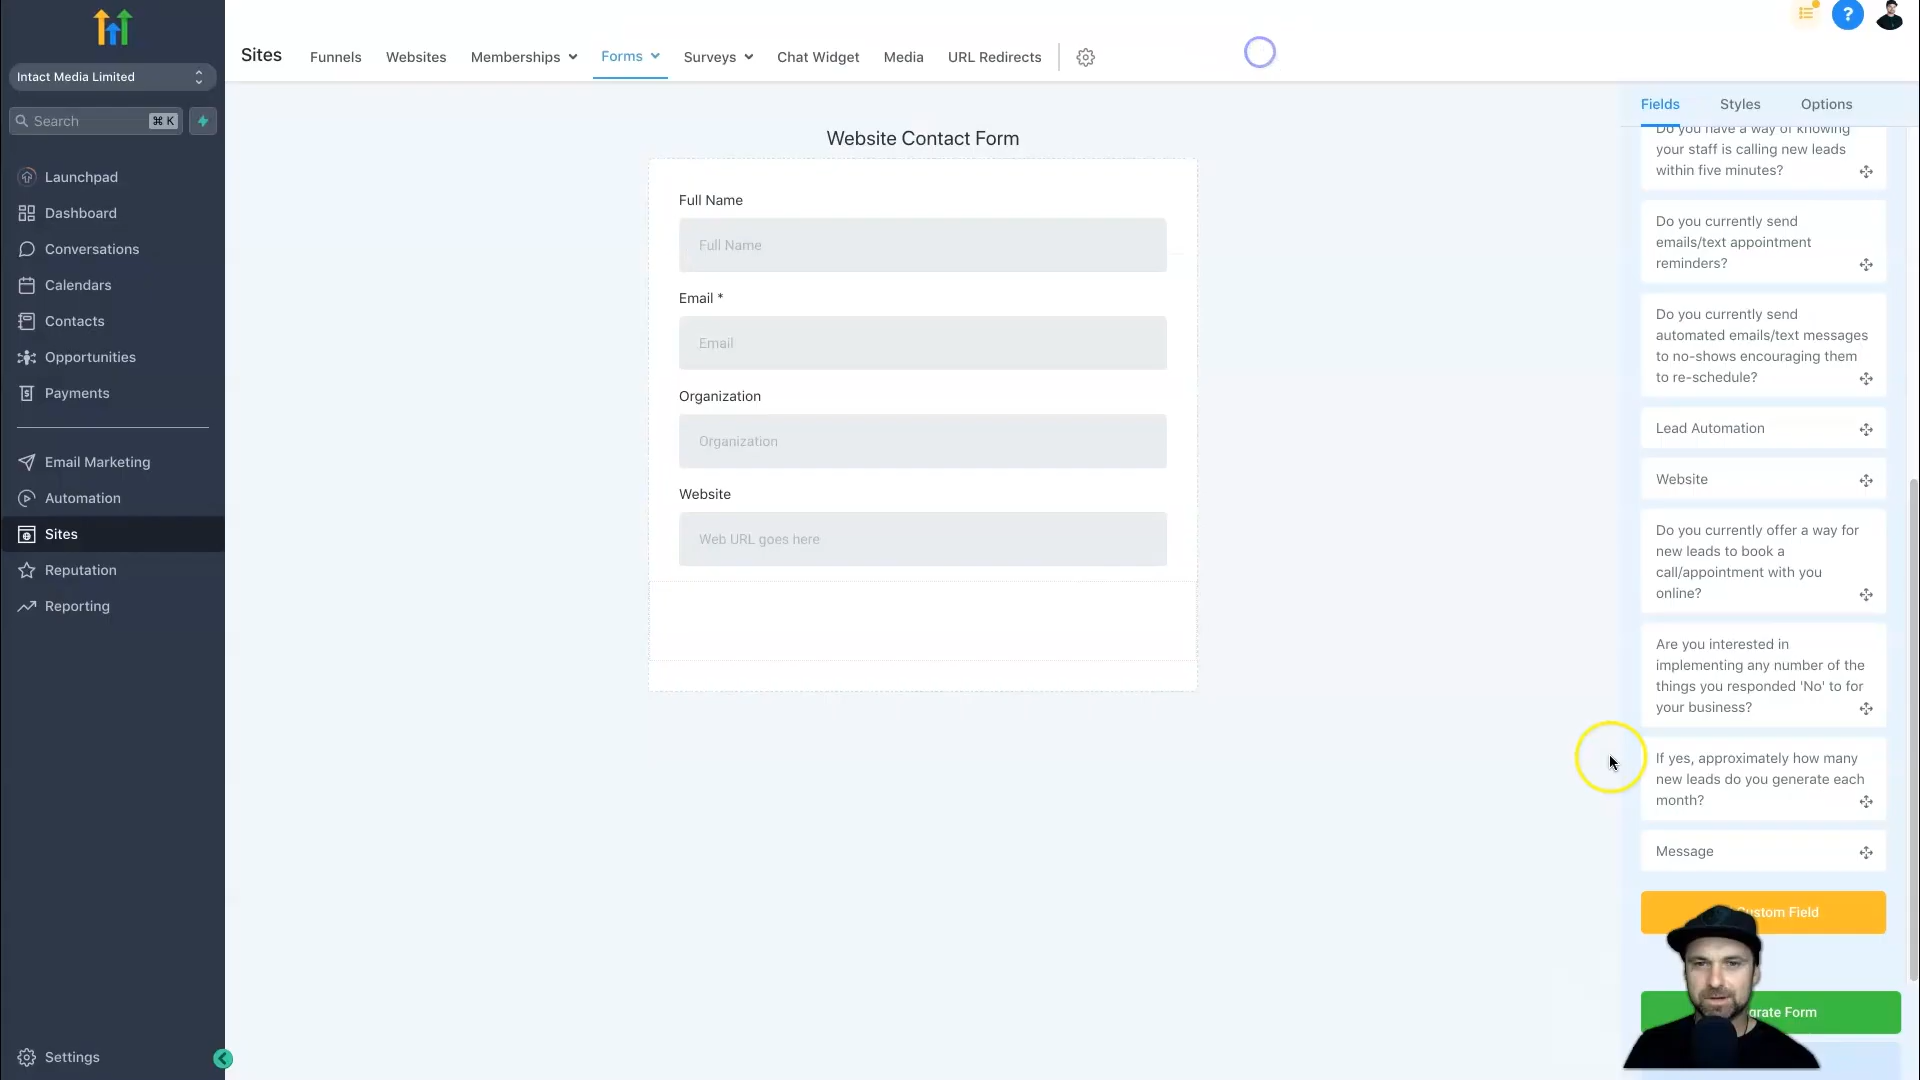 Intact Media Limited
Search
⌘ K
Launchpad
Dashboard
Conversations
Calendars
Contacts
Opportunities
Payments
Email Marketing
Automation
Sites
Reputation
Reporting
Settings
Sites
Funnels
Websites
Memberships
Forms
Surveys
Chat Widget
Media
URL Redirects
?
Website Contact Form
Full Name
Full Name
Email *
Email
Organization
Organization
Website
Web URL goes here
Fields
Styles
Options
Do you have a way of knowing
your staff is calling new leads
within five minutes?
Do you currently send
emails/text appointment
reminders?
Do you currently send
automated emails/text messages
to no-shows encouraging them
to re-schedule?
Lead Automation
Website
Do you currently offer a way for
new leads to book a
call/appointment with you
online?
Are you interested in
implementing any number of the
things you responded 'No' to for
your business?
If yes, approximately how many
new leads do you generate each
month?
Message
Field
Form